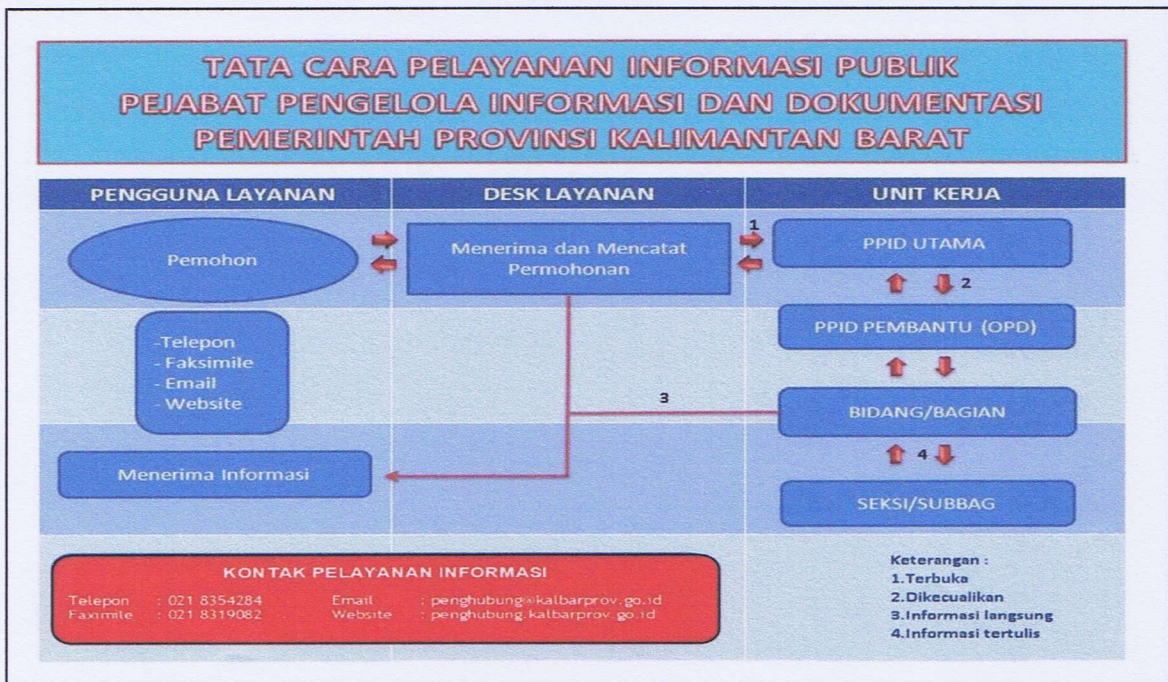 TATA CARA PELAYANAN INFORMASI PUBLIK
PEJABAT PENGELOLA INFORMASI DAN DOKUMENTASI
PEMERINTAH PROVINSI KALIMANTAN BARAT
PENGGUNA LAYANAN
DESK LAYANAN
UNIT KERJA
Pemohon
Menerima dan Mencatat
Permohonan
1
PPID UTAMA
2
-Telepon
- Faksimile
- Email
- Website
PPID PEMBANTU (OPD)
3
BIDANG/BAGIAN
4
Menerima Informasi
SEKSI/SUBBAG
KONTAK PELAYANAN INFORMASI
Telepon : 021 8354284 Email : penghubung@kalbarprov.go.id
Faximile : 021 8319082 Website : penghubung.kalbarprov.go.id
Keterangan :
1.Terbuka
2.Dikecualikan
3.Informasi langsung
4.Informasi tertulis